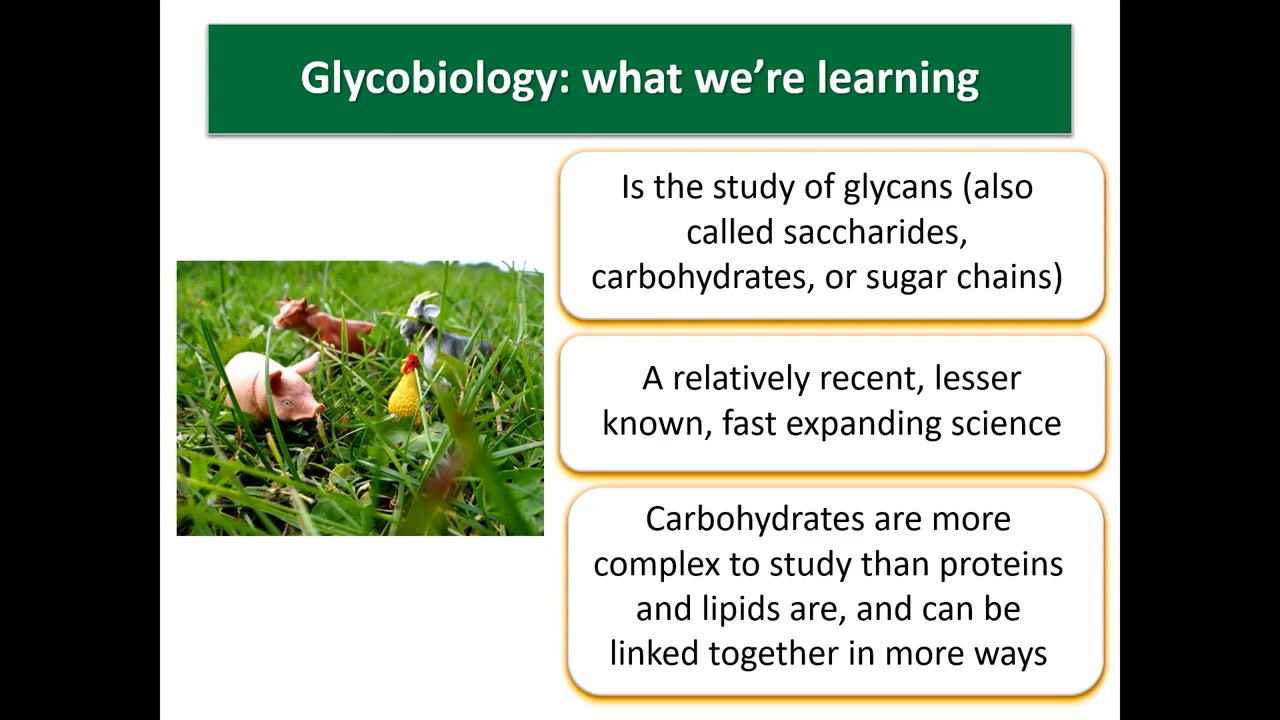 Glycobiology: what we’re learning
Is the study of glycans (also
called saccharides,
carbohydrates, or sugar chains)
A relatively recent, lesser
known, fast expanding science
Carbohydrates are more
complex to study than proteins
and lipids are, and can be
linked together in more ways